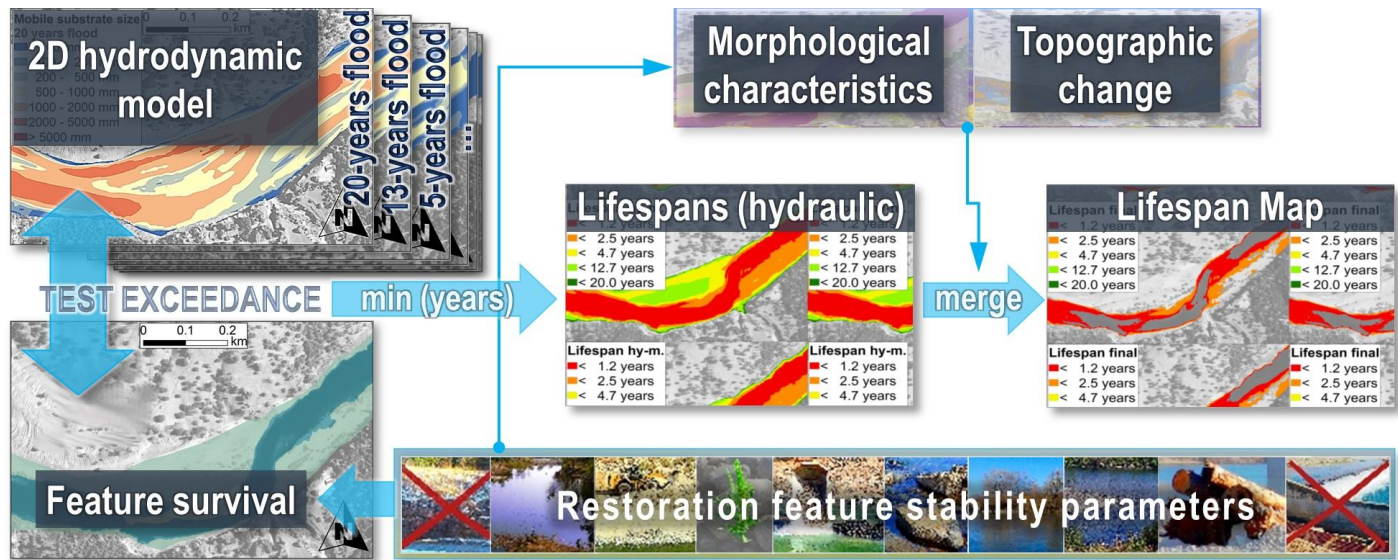 Mobile substrate size
20 years flood
2D hydrodynamic
model
200 - 500 mm
500 - 1000 mm
1000 - 2000 mm
2000 - 5000 mm
> 5000 mm
0 0.1 0.2
km
20-years flood
13-years flood
5-years flood
...
N
N
N
Morphological
characteristics
Topographic
change
TEST EXCEEDANCE
min (years)
Lifespans (hydraulic)
< 1.2 years
< 2.5 years
< 4.7 years
< 12.7 years
< 20.0 years
< 2.5 years
< 4.7 years
< 12.7 years
< 20.0 years
Lifespan hy-m.
< 1.2 years
< 2.5 years
< 4.7 years
Lifespan hy-m.
< 1.2 years
< 2.5 years
< 4.7 years
merge
Lifespan Map
Lifespan final
< 1.2 years
< 2.5 years
< 4.7 years
< 12.7 years
< 20.0 years
< 2.5 years
< 4.7 years
< 12.7 years
< 20.0 years
Lifespan final
< 1.2 years
< 2.5 years
< 4.7 years
Lifespan final
< 1.2 years
< 2.5 years
< 4.7 years
0 0.1 0.2
km
Feature survival
N
Restoration feature stability parameters